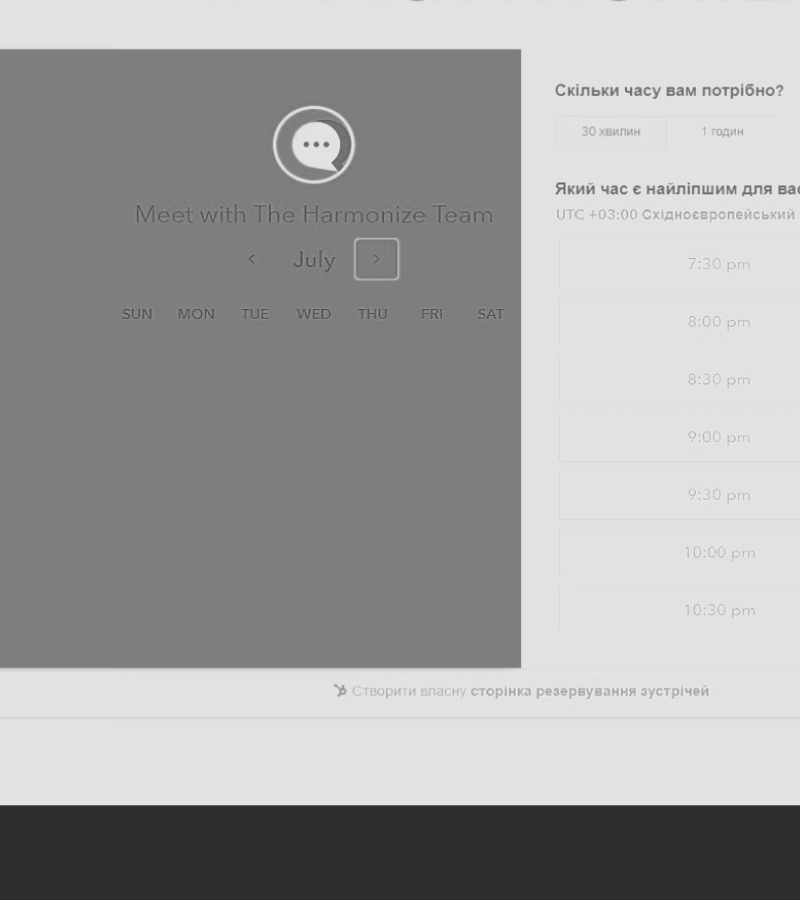 Meet with The Harmonize Team
July
SUN MON TUE WED THU FRI SAT
Скільки часу вам потрібно?
30 хвилин 1 годин
Який час є найліпшим для вас
UTC +03:00 Східноєвропейський
7:30 pm
8:00 pm
8:30 pm
9:00 pm
9:30 pm
10:00 pm
10:30 pm
Створити власну сторінка резервування зустрічей